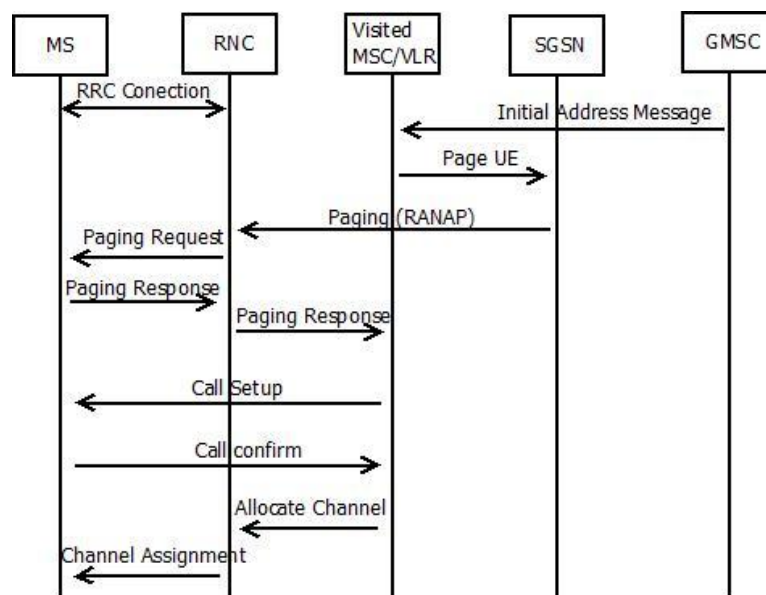 MS
RNC
Visited
MSC/VLR
SGSN
GMSC
RRC Conection
Initial Address Message
Page UE
Paging (RANAP)
Paging Request
Paging Response
Paging Response
Call Setup
Call confirm
Allocate Channel
Channel Assignment